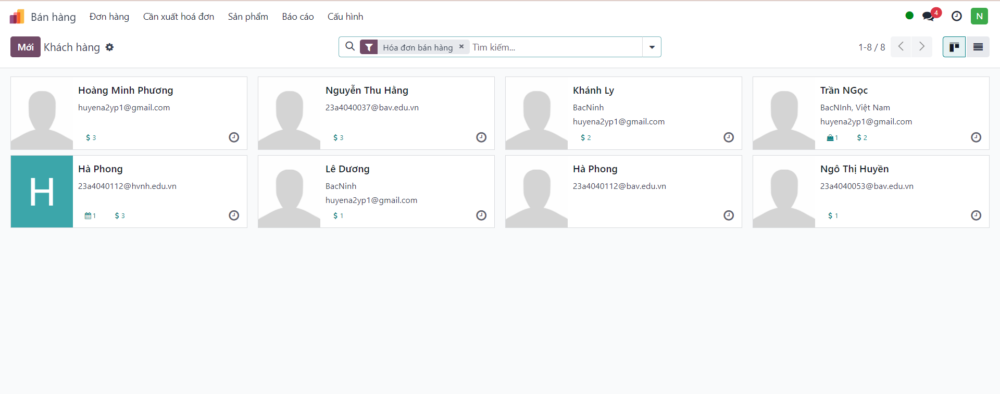 Bán hàng Đơn hàng Cần xuất hoá đơn Sản phẩm Báo cáo Cấu hình 4 N
Mới Khách hàng Hóa đơn bán hàng × Tìm kiếm... 1-8 / 8
Hoàng Minh Phương
huyena2yp1@gmail.com
$ 3
Nguyễn Thu Hằng
23a4040037@bav.edu.vn
$ 3
Khánh Ly
BacNinh
huyena2yp1@gmail.com
$ 2
Trần NGọc
BacNInh, Việt Nam
huyena2yp1@gmail.com
1 $ 2
H
Hà Phong
23a4040112@hvnh.edu.vn
1 $ 3
Lê Dương
BacNinh
huyena2yp1@gmail.com
$ 1
Hà Phong
23a4040112@bav.edu.vn
Ngô Thị Huyền
23a4040053@bav.edu.vn
$ 1